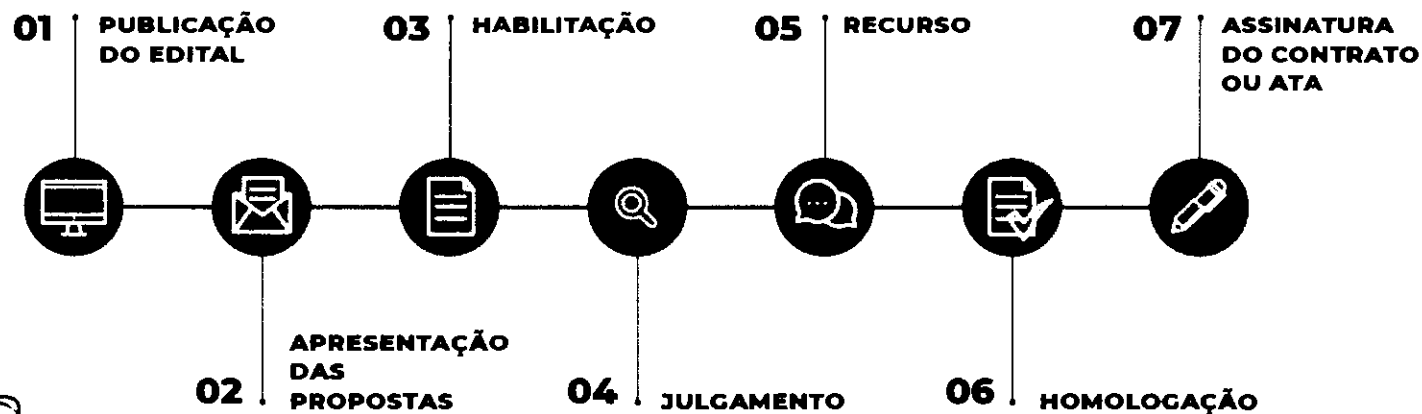 01 PUBLICAÇÃO
DO EDITAL
02 APRESENTAÇÃO
DAS
PROPOSTAS
03 HABILITAÇÃO
04 JULGAMENTO
05 RECURSO
06 HOMOLOGAÇÃO
07 ASSINATURA
DO CONTRATO
OU ATA